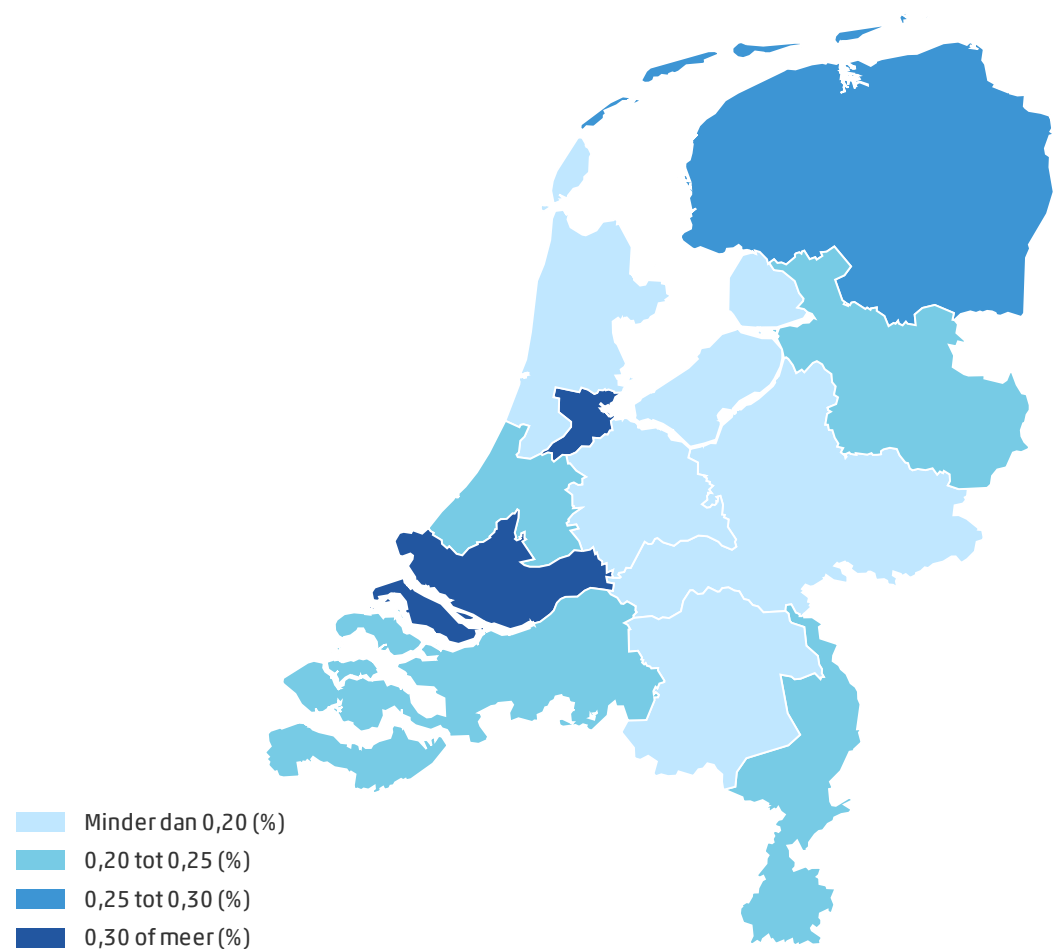 Minder dan 0,20 (%)
0,20 tot 0,25 (%)
0,25 tot 0,30 (%)
0,30 of meer (%)